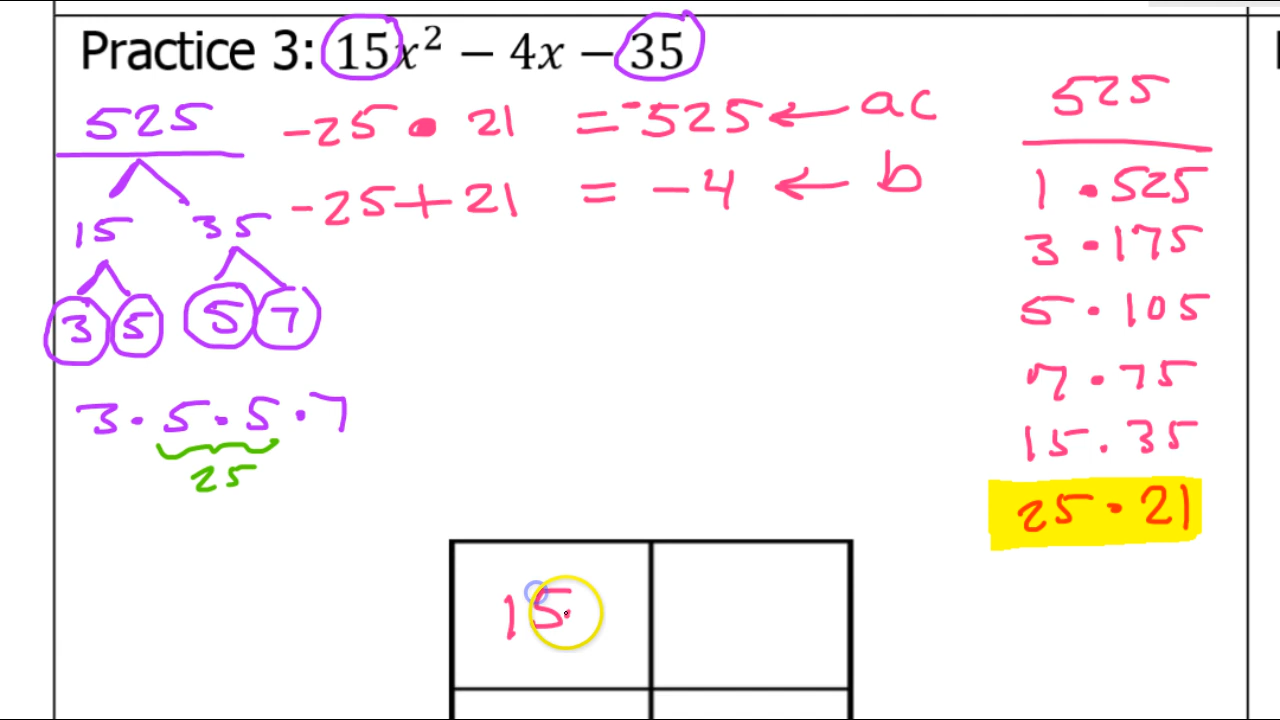 Practice 3: 15x² − 4x − 35
525
-25 • 21 = -525 ← ac
-25 + 21 = -4 ← b
15 35
3 5 5 7
3 · 5 · 5 · 7
25
525
1 • 525
3 • 175
5 • 105
7 • 75
15 . 35
25 • 21
15